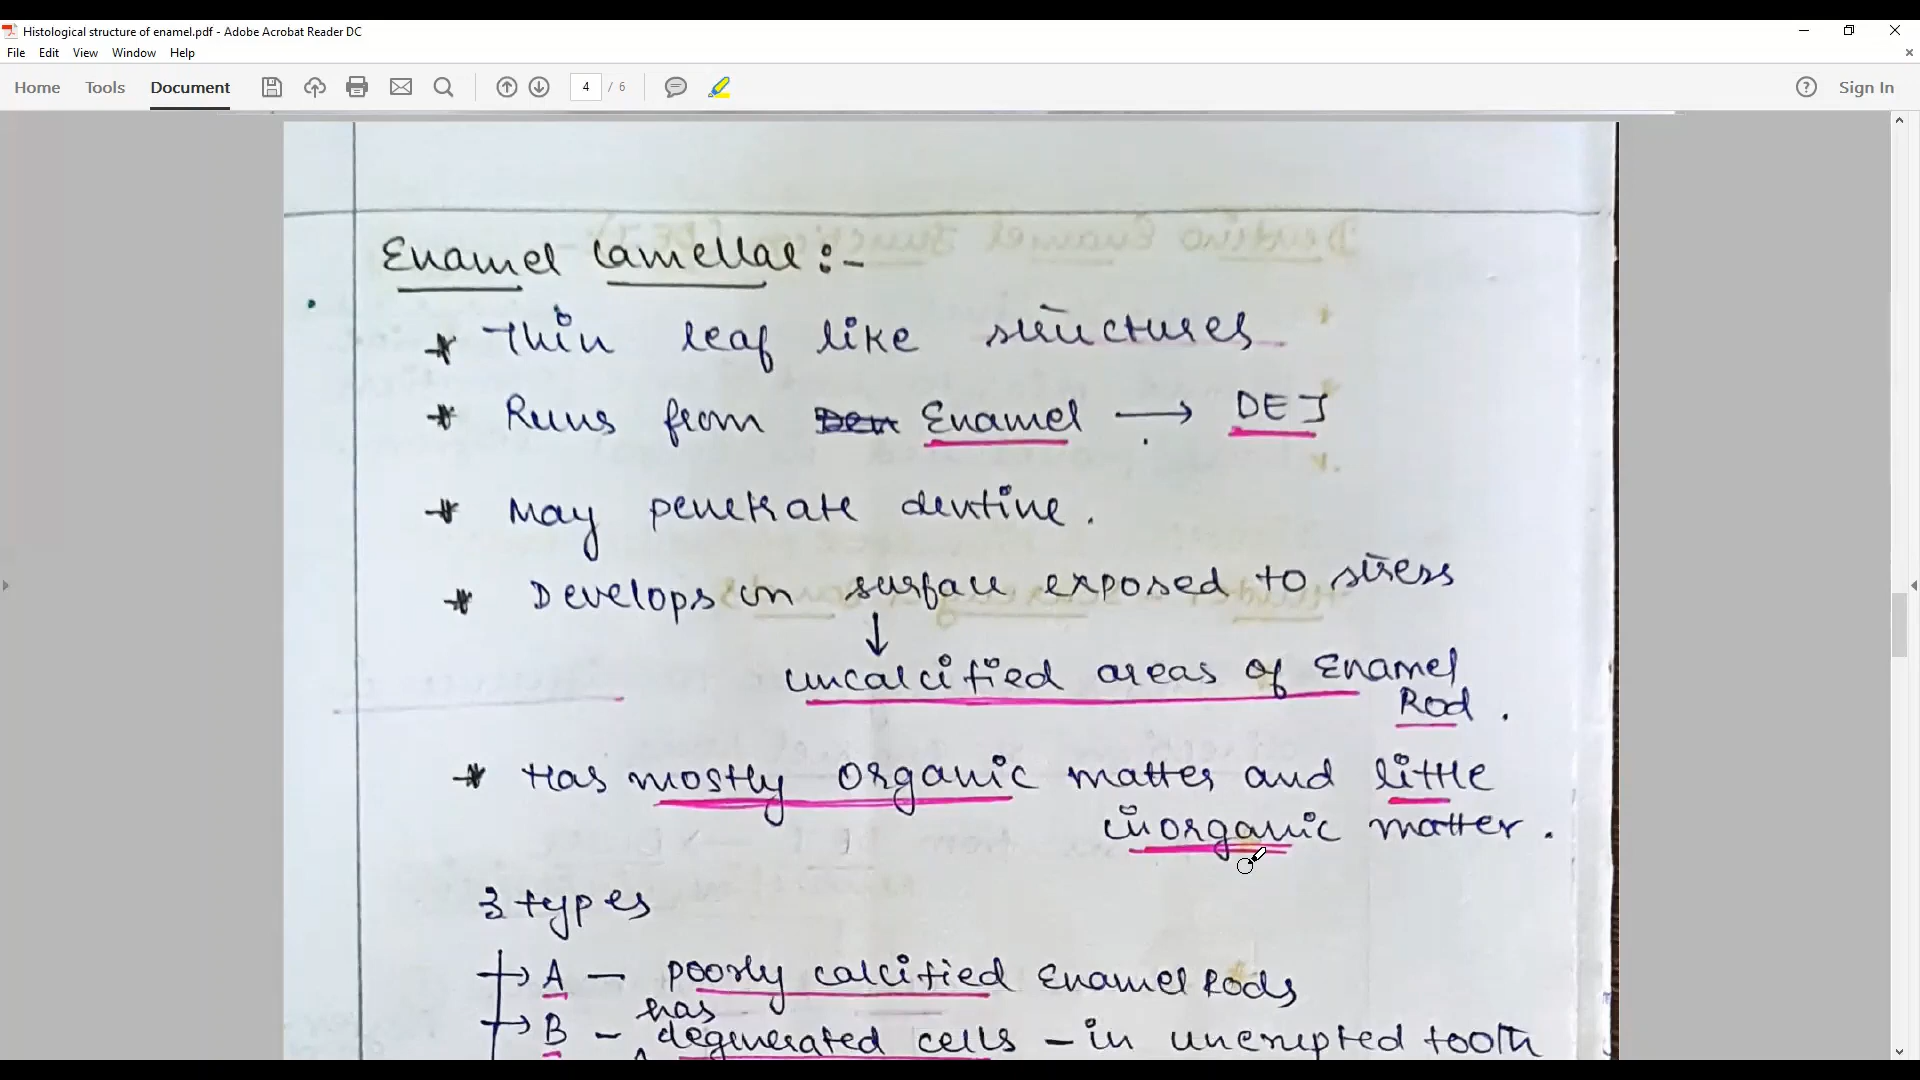 Histological structure of enamel.pdf - Adobe Acrobat Reader DC
File Edit View Window Help
Home Tools Document 4 / 6 Sign In
Enamel Lamellae :-
* Thin leaf like structures
* Runs from Enamel → DEJ
* May penetrate dentine.
* Develops in surface exposed to stress
↓
uncalcified areas of Enamel
Rod .
* Has mostly organic matter and little
inorganic matter .
3 types
→ A – poorly calcified Enamel Rods
has
→ B – degenerated cells – in unerupted tooth